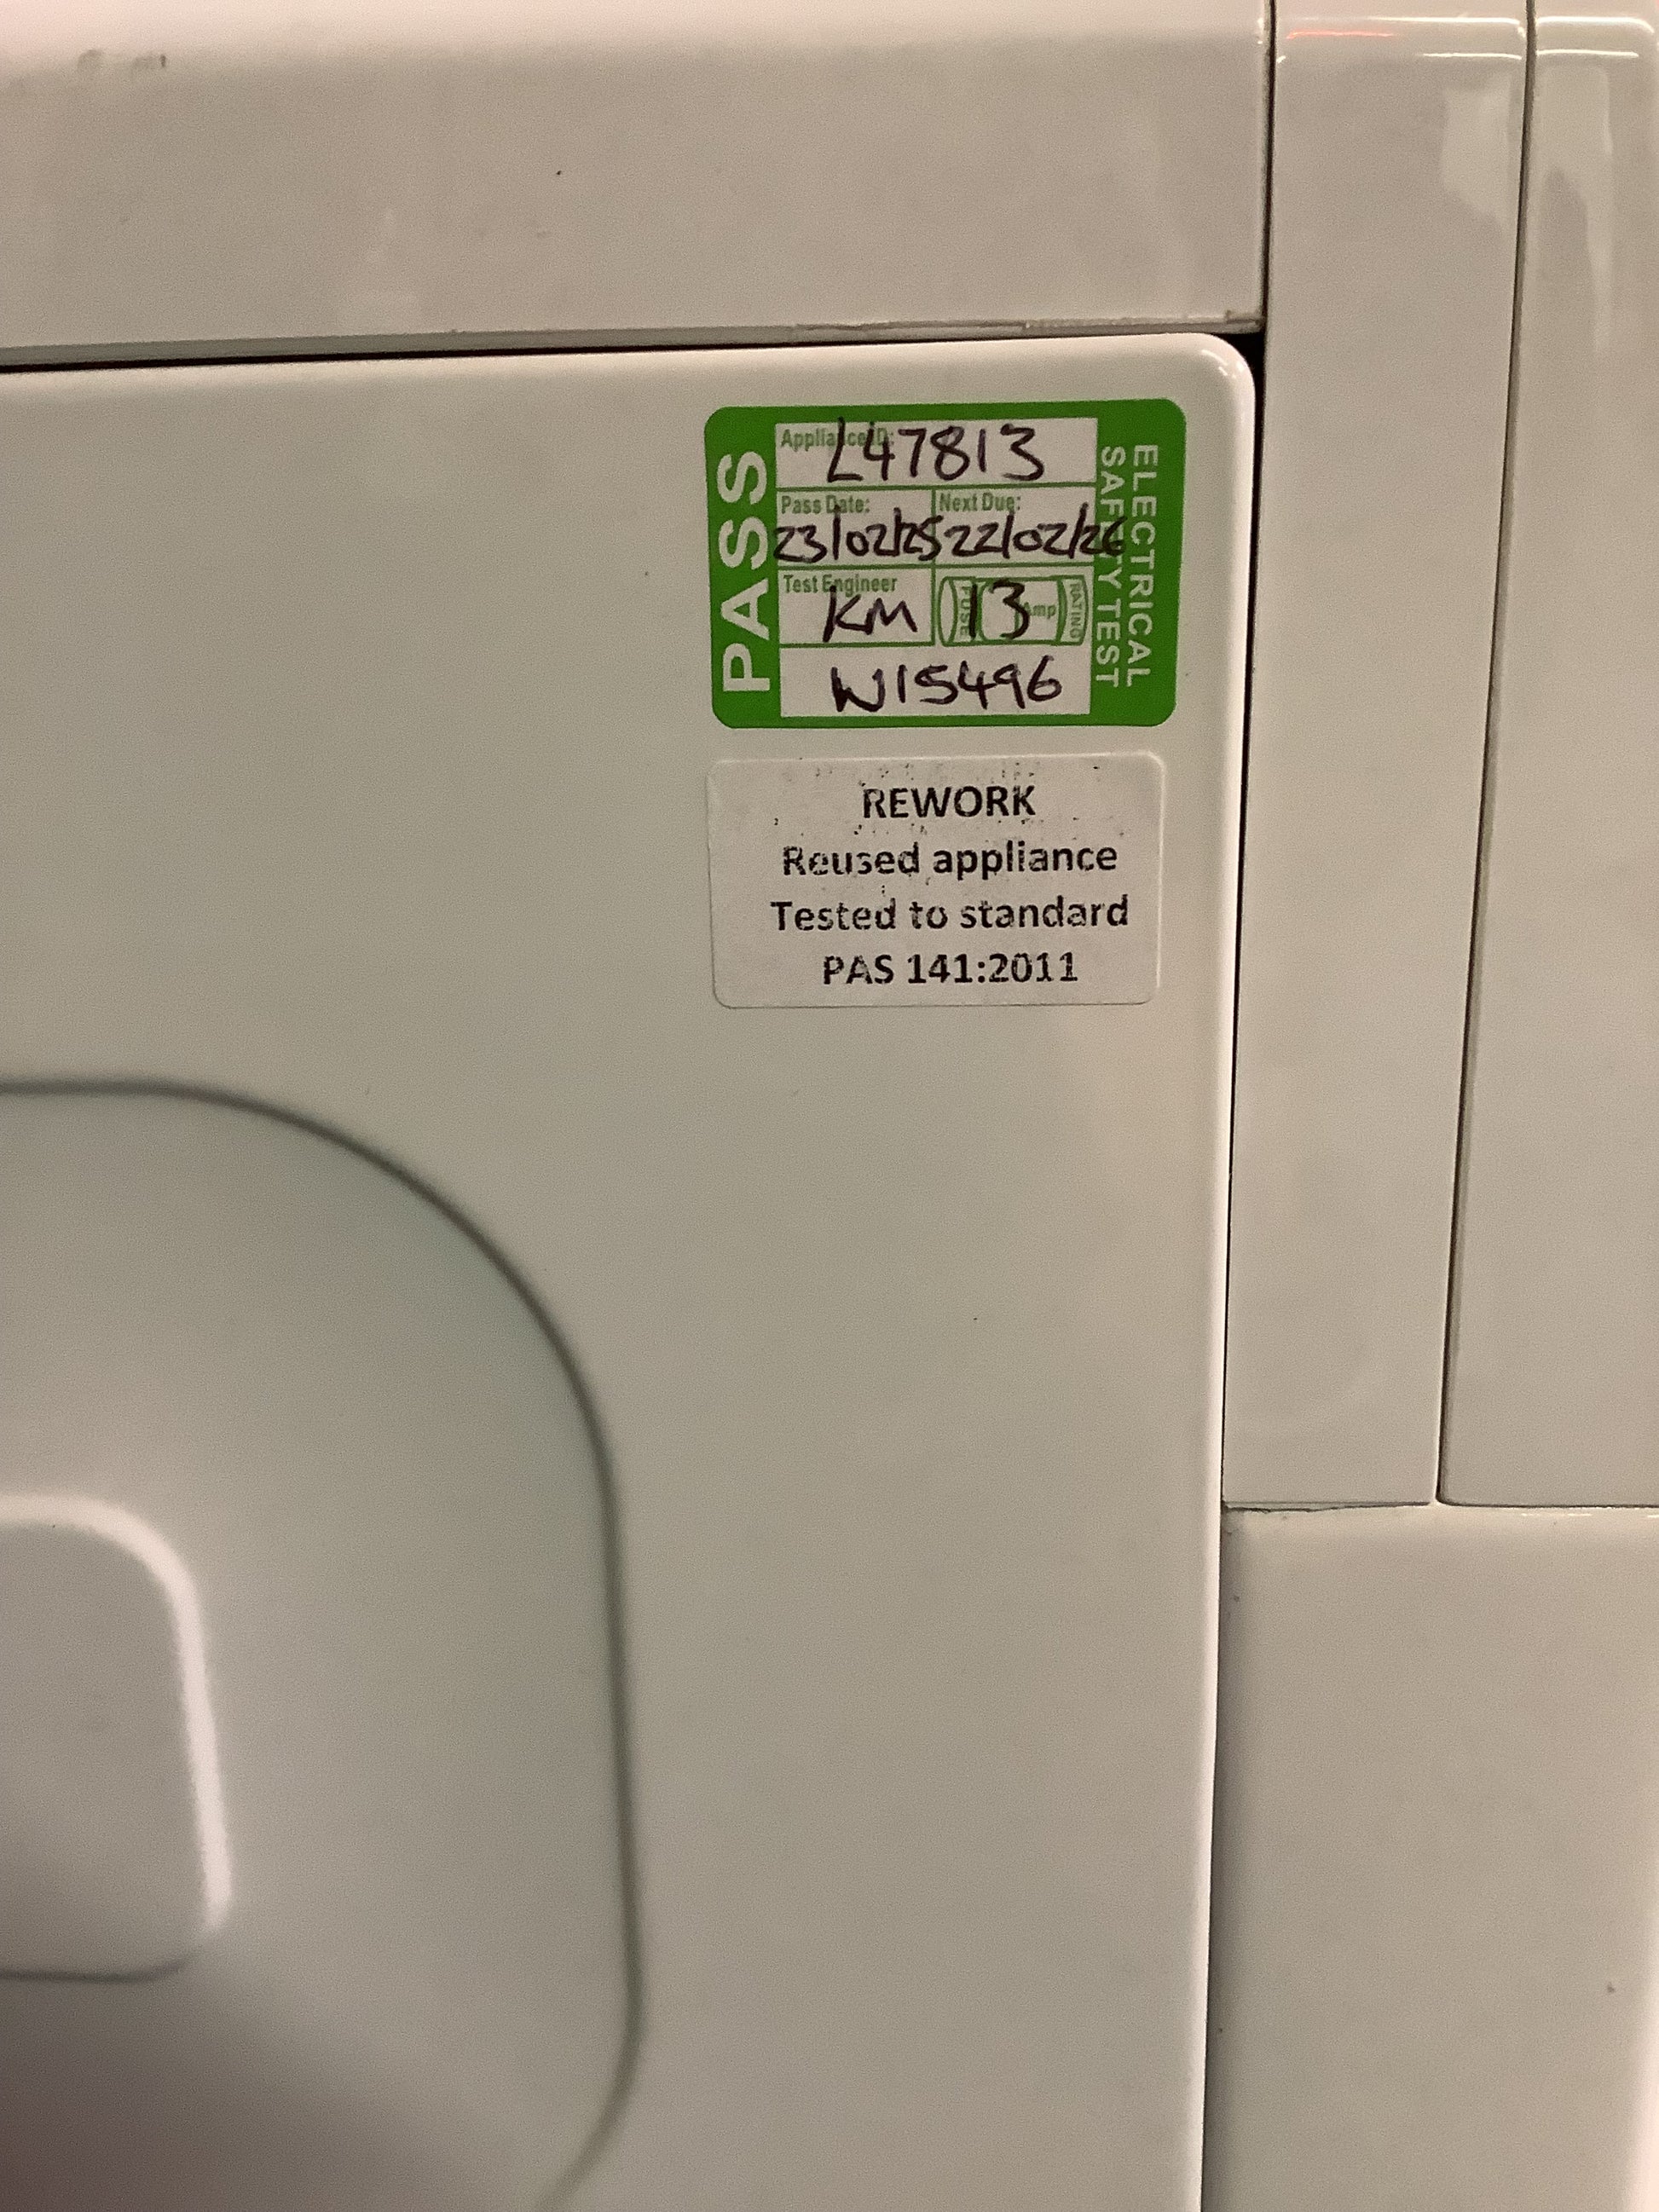 PASS
Appliance ID:
L47813
Pass Date: Next Due:
23/02/25 22/02/26
Test Engineer
KM
FUSE 13 Amp RATING
W15496
ELECTRICAL
SAFETY TEST
REWORK
Reused appliance
Tested to standard
PAS 141:2011